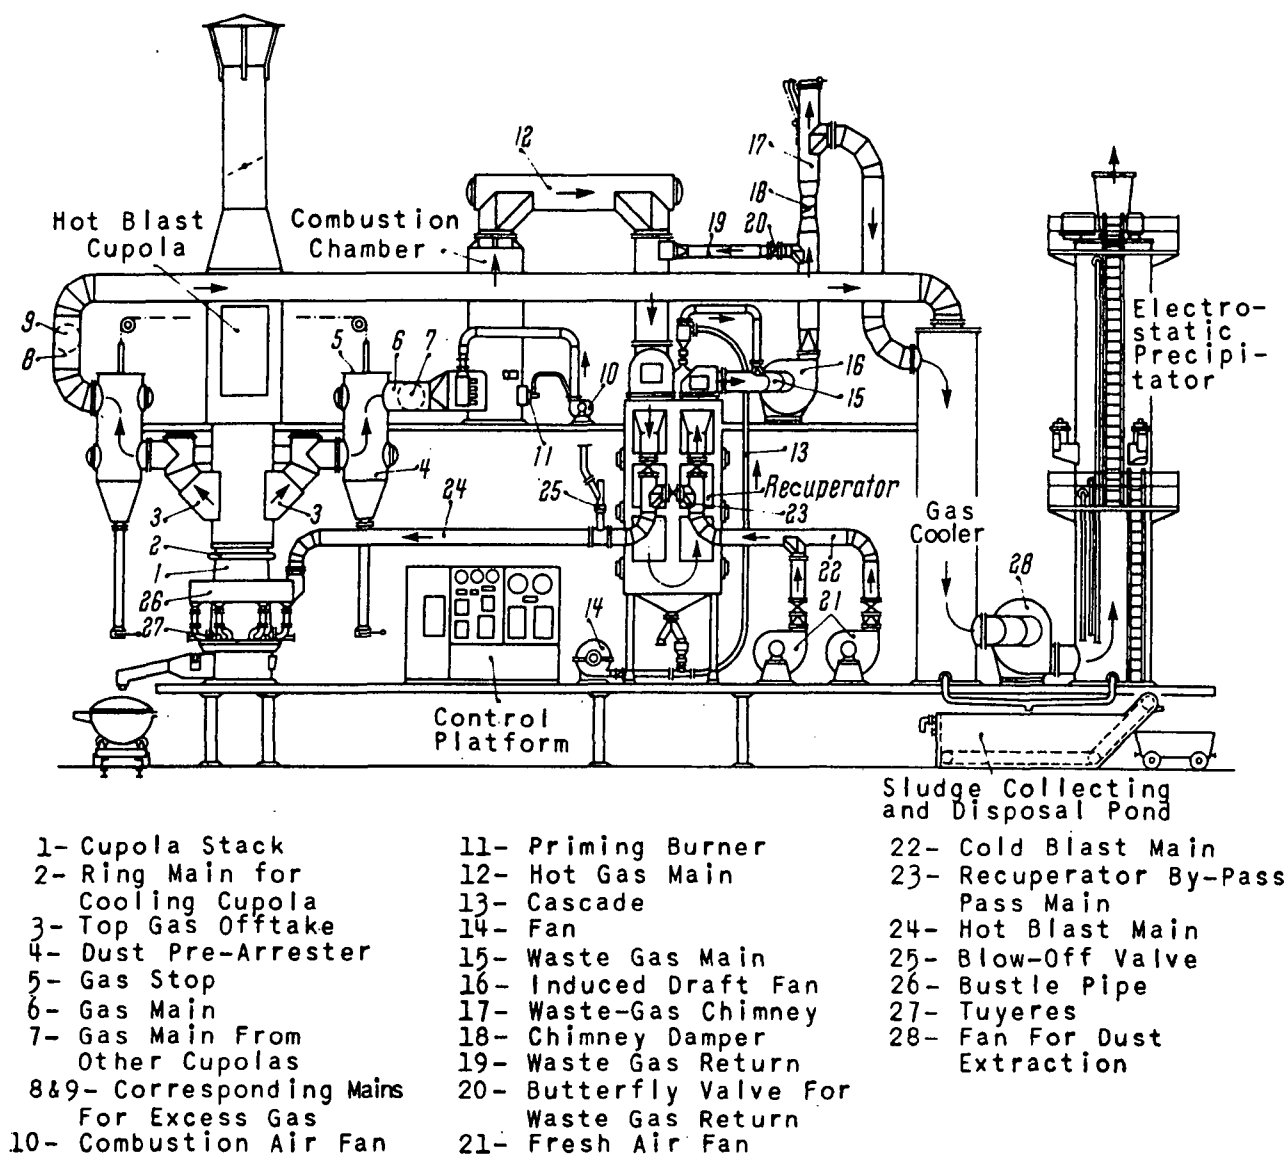 12
17
18
19
20
Hot Blast
Cupola
Combustion
Chamber
9
8
5
6
7
10
11
16
15
Electro-
static
Precipi-
tator
4
3
3
24
25
13
Recuperator
23
Gas
Cooler
2
1
26
27
22
21
14
28
Control
Platform
Sludge Collecting
and Disposal Pond
1- Cupola Stack
2- Ring Main for
Cooling Cupola
3- Top Gas Offtake
4- Dust Pre-Arrester
5- Gas Stop
6- Gas Main
7- Gas Main From
Other Cupolas
8&9- Corresponding Mains
For Excess Gas
10- Combustion Air Fan
11- Priming Burner
12- Hot Gas Main
13- Cascade
14- Fan
15- Waste Gas Main
16- Induced Draft Fan
17- Waste-Gas Chimney
18- Chimney Damper
19- Waste Gas Return
20- Butterfly Valve For
Waste Gas Return
21- Fresh Air Fan
22- Cold Blast Main
23- Recuperator By-Pass
Pass Main
24- Hot Blast Main
25- Blow-Off Valve
26- Bustle Pipe
27- Tuyeres
28- Fan For Dust
Extraction